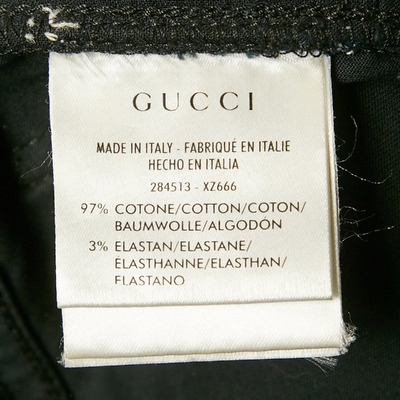 GUCCI
MADE IN ITALY - FABRIQUÉ EN ITALIE
HECHO EN ITALIA
284513 - XZ666
97% COTONE/COTTON/COTON/
BAUMWOLLE/ALGODÓN
3% ELASTAN/ELASTANE/
ÉLASTHANNE/ELASTHAN/
ELASTANO